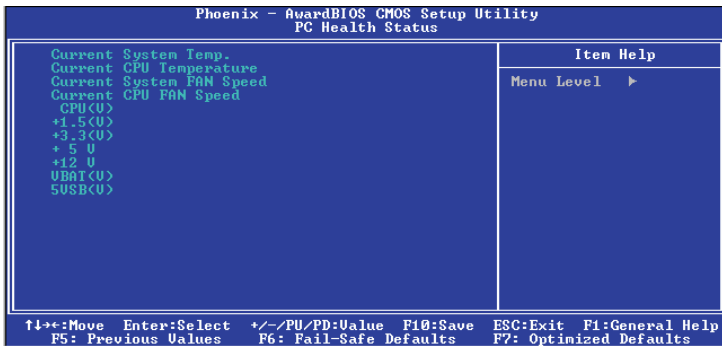 Phoenix - AwardBIOS CMOS Setup Utility
PC Health Status
Current System Temp.
Current CPU Temperature
Current System FAN Speed
Current CPU FAN Speed
CPU(V)
+1.5(V)
+3.3(V)
+ 5 V
+12 V
VBAT(V)
5VSB(V)
Item Help
Menu Level ▶
↑↓→←:Move Enter:Select +/-/PU/PD:Value F10:Save ESC:Exit F1:General Help
F5: Previous Values F6: Fail-Safe Defaults F7: Optimized Defaults